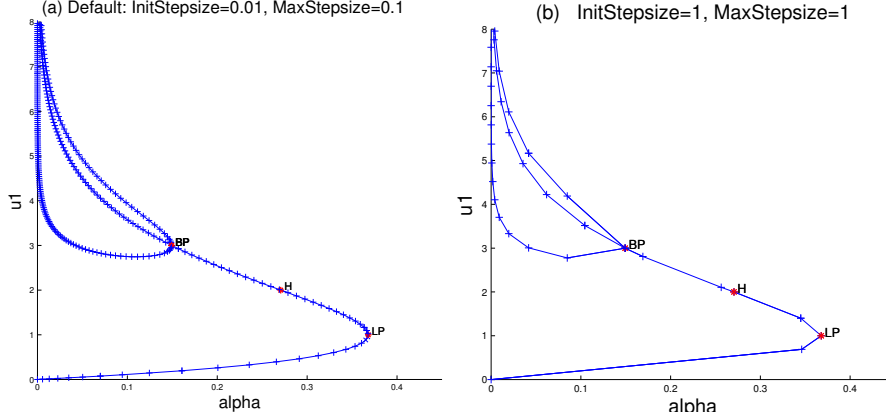 (a) Default: InitStepsize=0.01, MaxStepsize=0.1
8
7
6
5
4
3
2
1
0
u1
BP
H
LP
0
0.1
0.2
0.3
0.4
alpha
(b) InitStepsize=1, MaxStepsize=1
8
7
6
5
4
3
2
1
0
u1
BP
H
LP
0
0.1
0.2
0.3
0.4
alpha